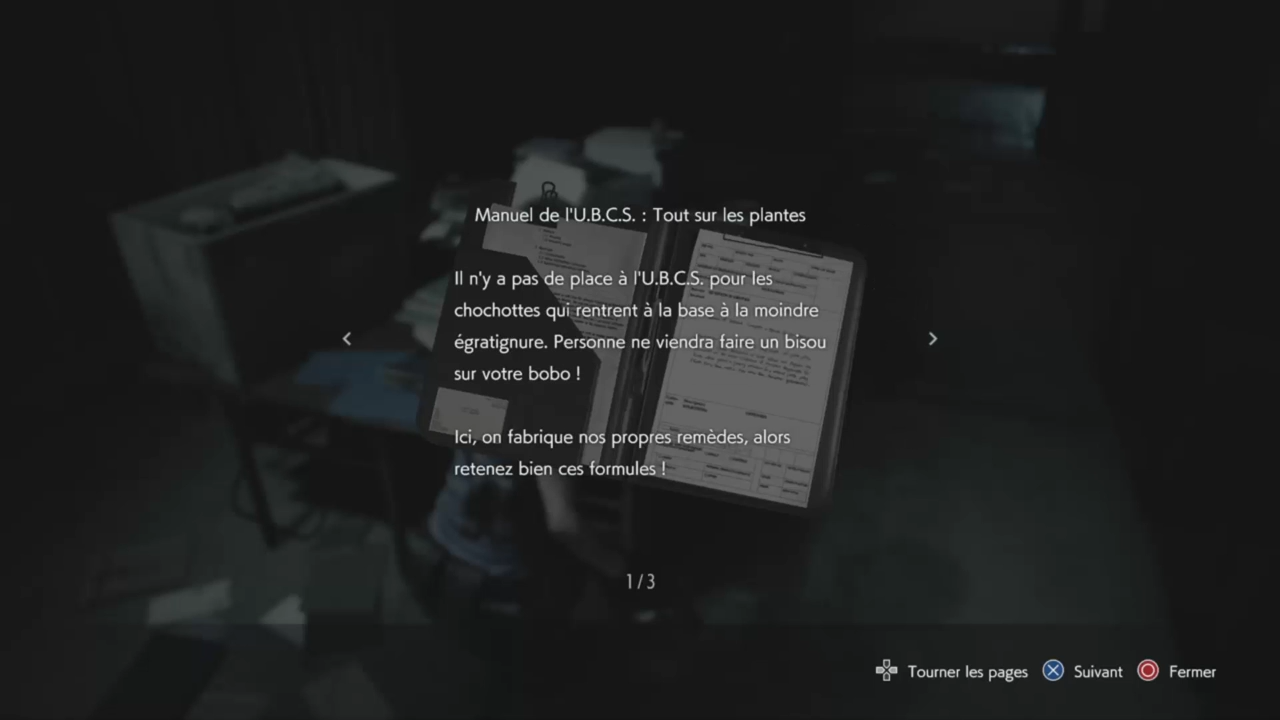 Manuel de l'U.B.C.S. : Tout sur les plantes
Il n'y a pas de place à l'U.B.C.S. pour les
chochottes qui rentrent à la base à la moindre
égratignure. Personne ne viendra faire un bisou
sur votre bobo !
Ici, on fabrique nos propres remèdes, alors
retenez bien ces formules !
1/3
Tourner les pages
Suivant
Fermer